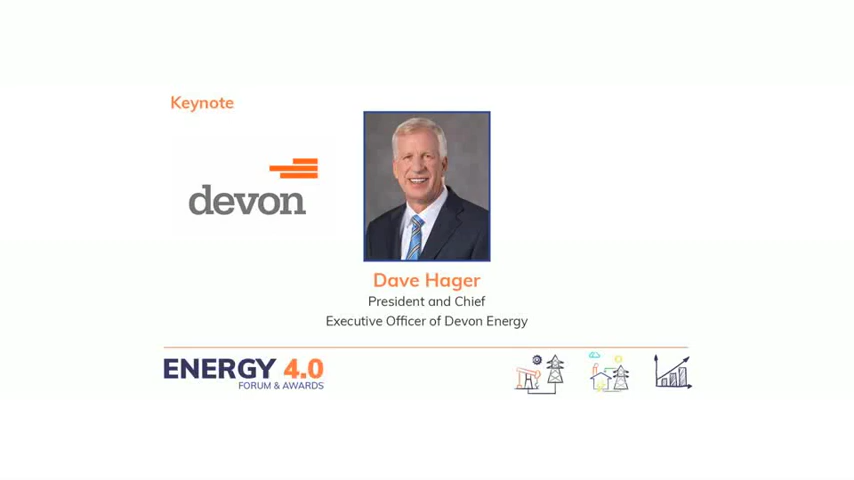 Keynote
devon
Dave Hager
President and Chief
Executive Officer of Devon Energy
ENERGY 4.0
FORUM & AWARDS